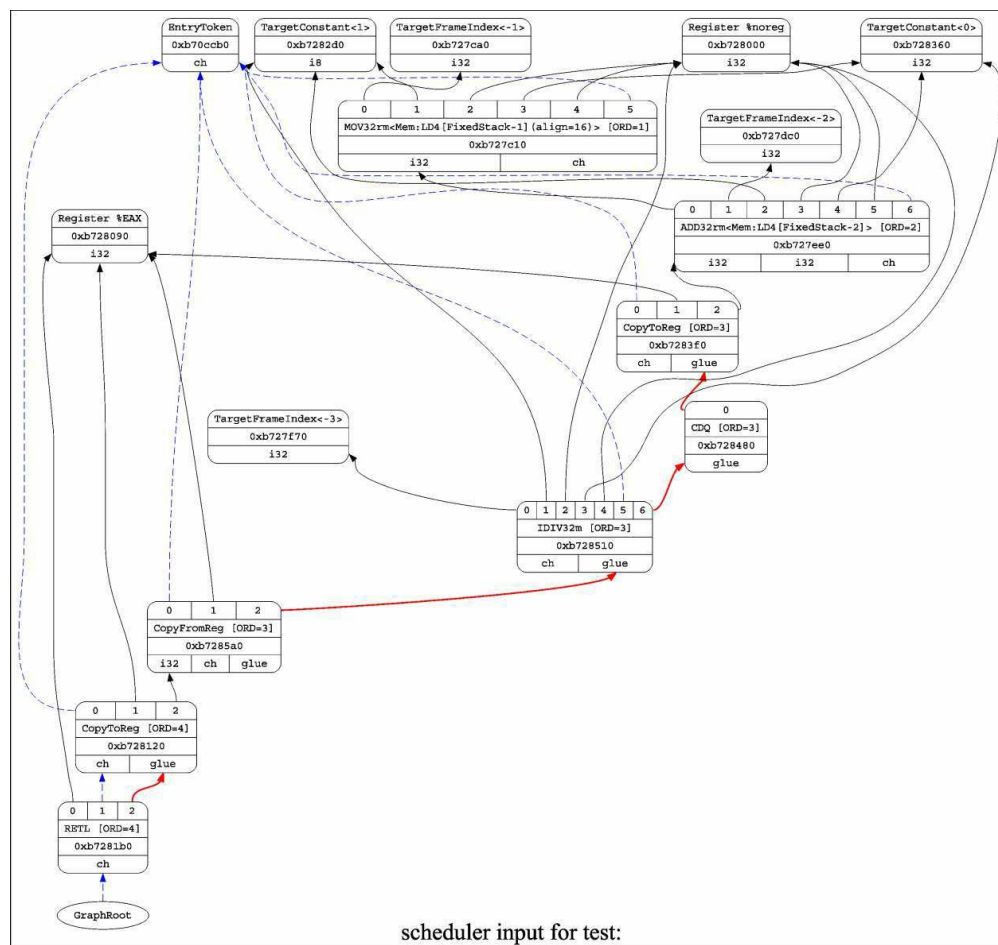 EntryToken
0xb70ccb0
ch
TargetConstant<1>
0xb7282d0
i8
TargetFrameIndex<-1>
0xb727ca0
i32
Register %noreg
0xb728000
i32
TargetConstant<0>
0xb728360
i32
0 1 2 3 4 5
MOV32rm<Mem:LD4[FixedStack-1](align=16)> [ORD=1]
0xb727c10
i32 ch
TargetFrameIndex<-2>
0xb727dc0
i32
0 1 2 3 4 5 6
ADD32rm<Mem:LD4[FixedStack-2]> [ORD=2]
0xb727ee0
i32 i32 ch
Register %EAX
0xb728090
i32
0 1 2
CopyToReg [ORD=3]
0xb7283f0
ch glue
TargetFrameIndex<-3>
0xb727f70
i32
0
CDQ [ORD=3]
0xb728480
glue
0 1 2 3 4 5 6
IDIV32m [ORD=3]
0xb728510
ch glue
0 1 2
CopyFromReg [ORD=3]
0xb7285a0
i32 ch glue
0 1 2
CopyToReg [ORD=4]
0xb728120
ch glue
0 1 2
RETL [ORD=4]
0xb7281b0
ch
GraphRoot
scheduler input for test: